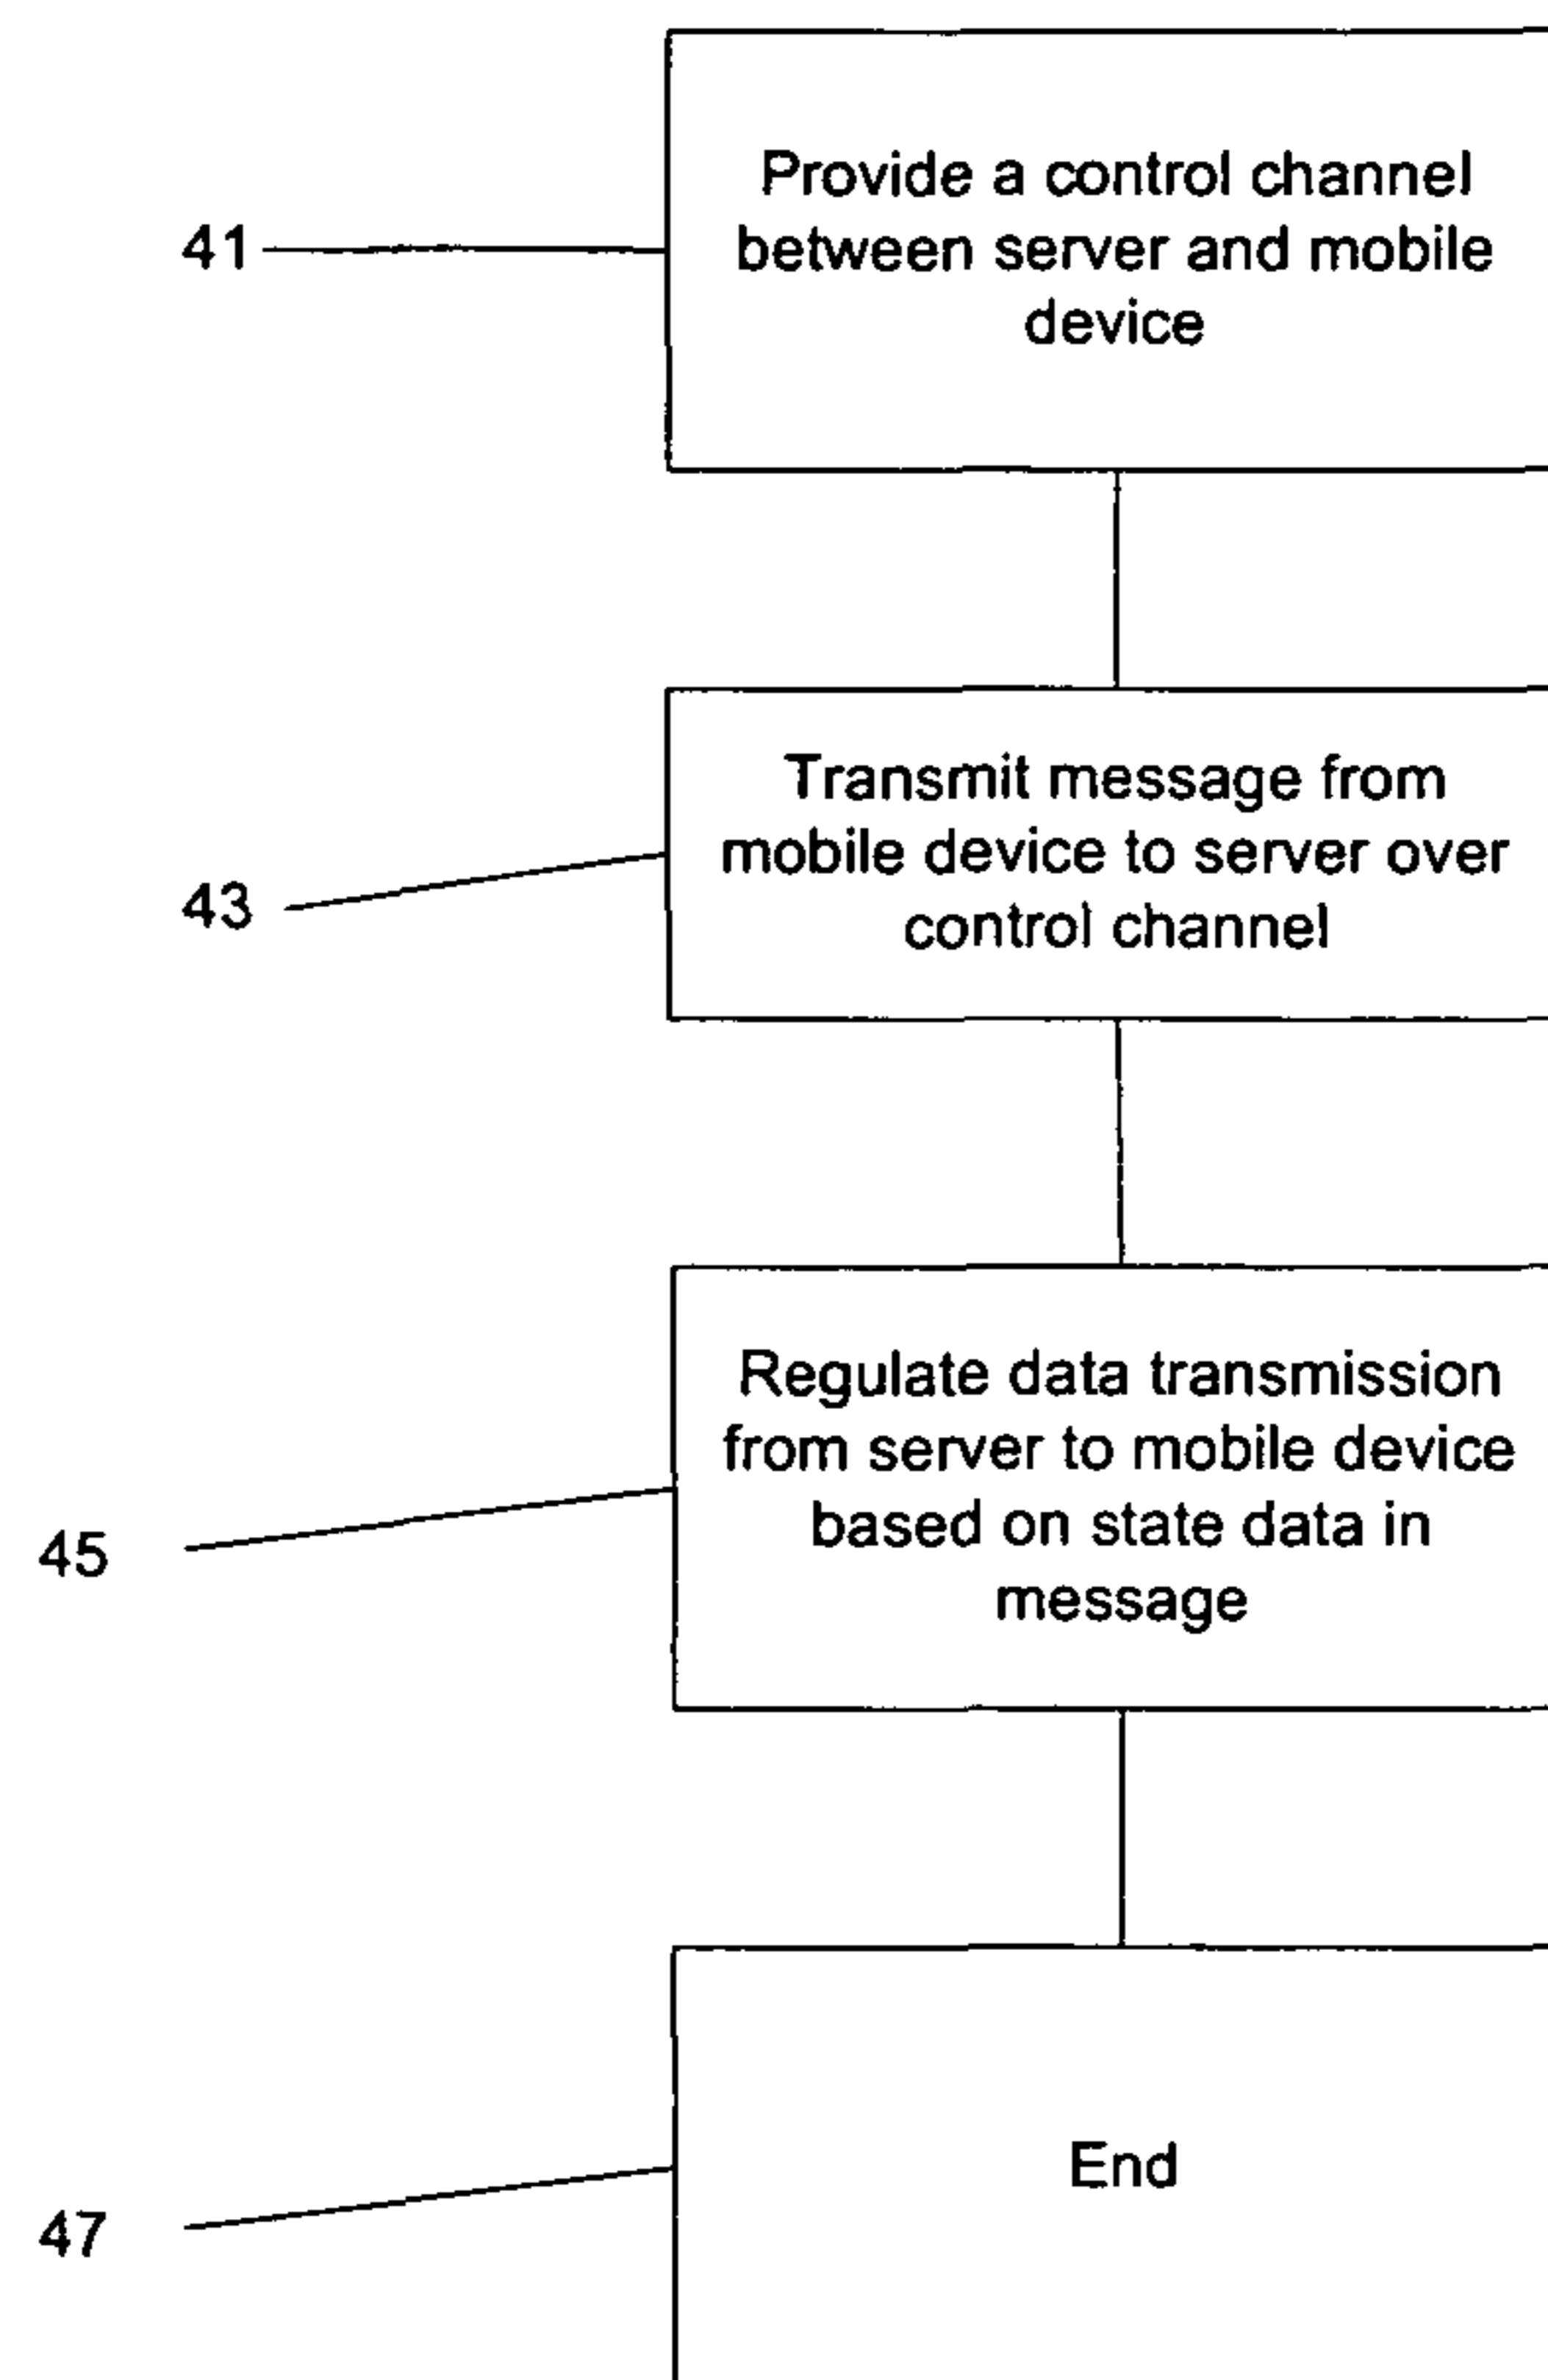 41
Provide a control channel
between server and mobile
device
43
Transmit message from
mobile device to server over
control channel
45
Regulate data transmission
from server to mobile device
based on state data in
message
47
End